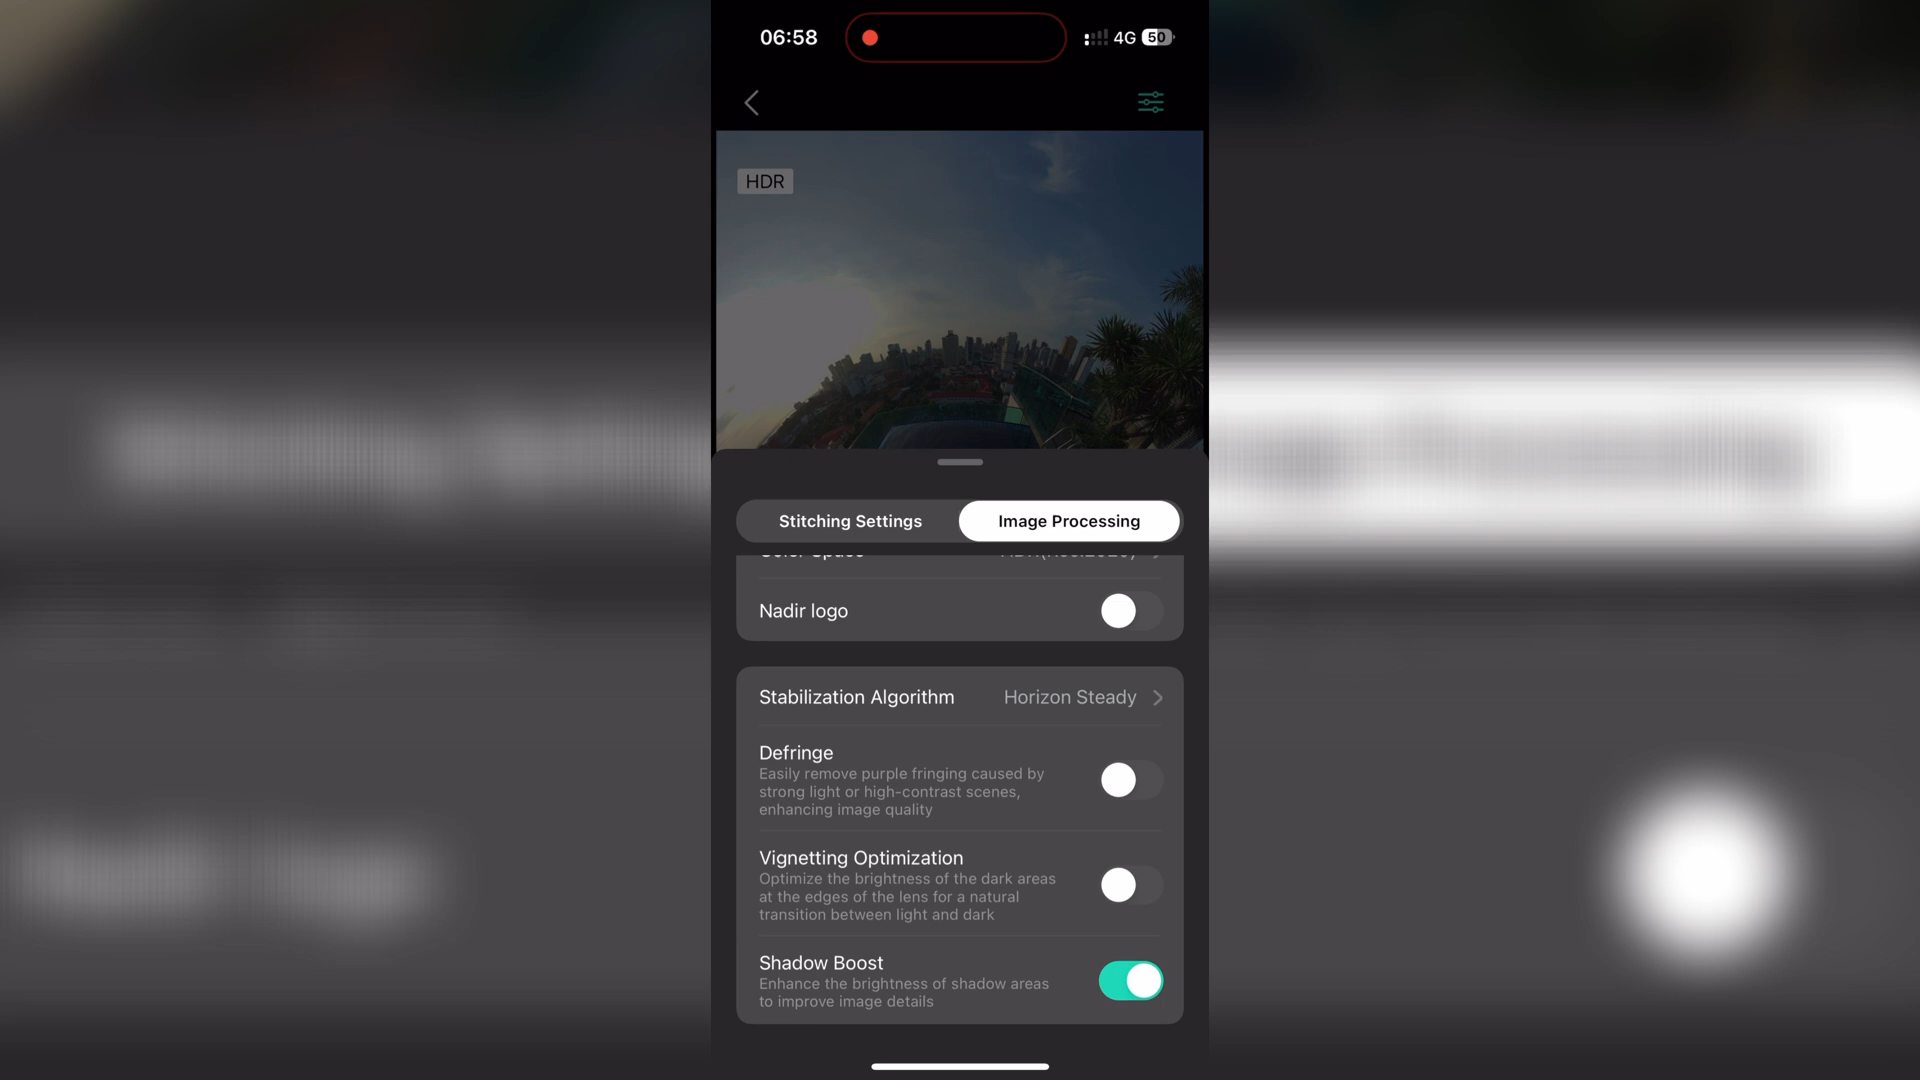 06:58
4G 50
HDR
Stitching Settings
Image Processing
Nadir logo
Stabilization Algorithm
Horizon Steady
Defringe
Easily remove purple fringing caused by
strong light or high-contrast scenes,
enhancing image quality
Vignetting Optimization
Optimize the brightness of the dark areas
at the edges of the lens for a natural
transition between light and dark
Shadow Boost
Enhance the brightness of shadow areas
to improve image details